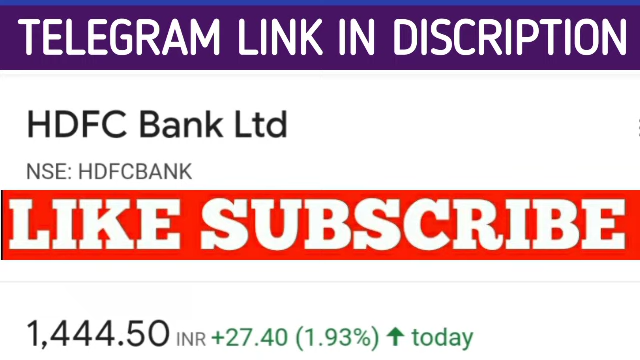 TELEGRAM LINK IN DISCRIPTION
HDFC Bank Ltd
NSE: HDFCBANK
LIKE SUBSCRIBE
1,444.50 INR +27.40 (1.93%) ↑ today